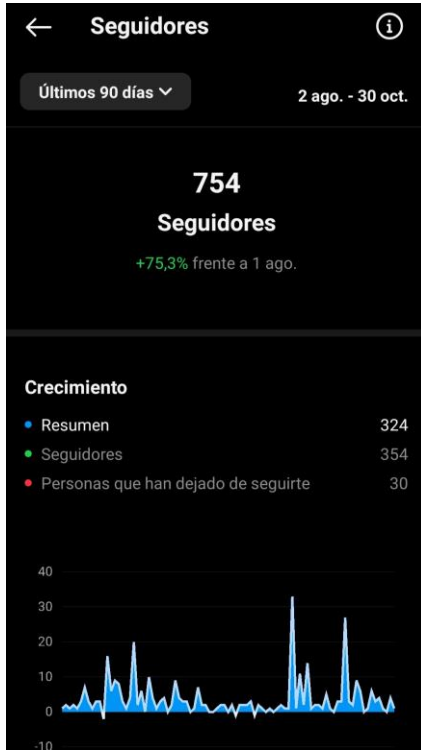 Seguidores
Últimos 90 días
2 ago. - 30 oct.
754
Seguidores
+75,3% frente a 1 ago.
Crecimiento
Resumen 324
Seguidores 354
Personas que han dejado de seguirte 30
40
30
20
10
0
-10